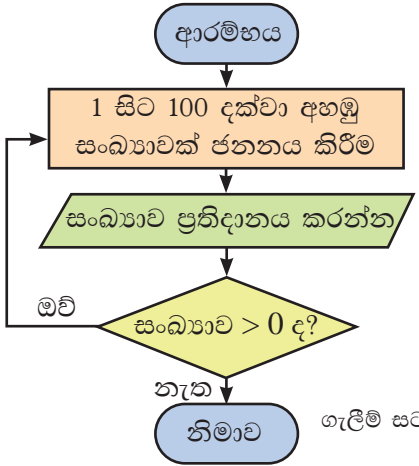 ආරම්භය
1 සිට 100 දක්වා අහඹු
සංඛ්‍යාවක් ජනනය කිරීම
සංඛ්‍යාව ප්‍රතිදානය කරන්න
සංඛ්‍යාව > 0 ද?
ඔව්
නැත
නිමාව
ගැලීම්